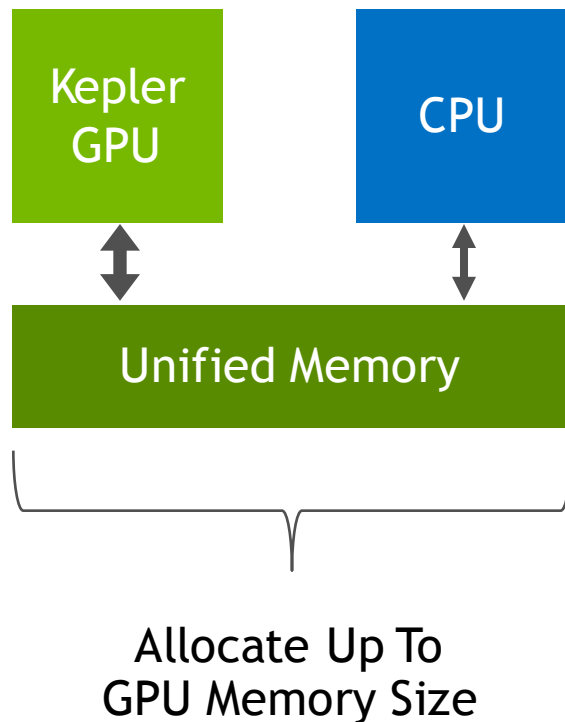 Kepler
GPU
CPU
Unified Memory
Allocate Up To
GPU Memory Size